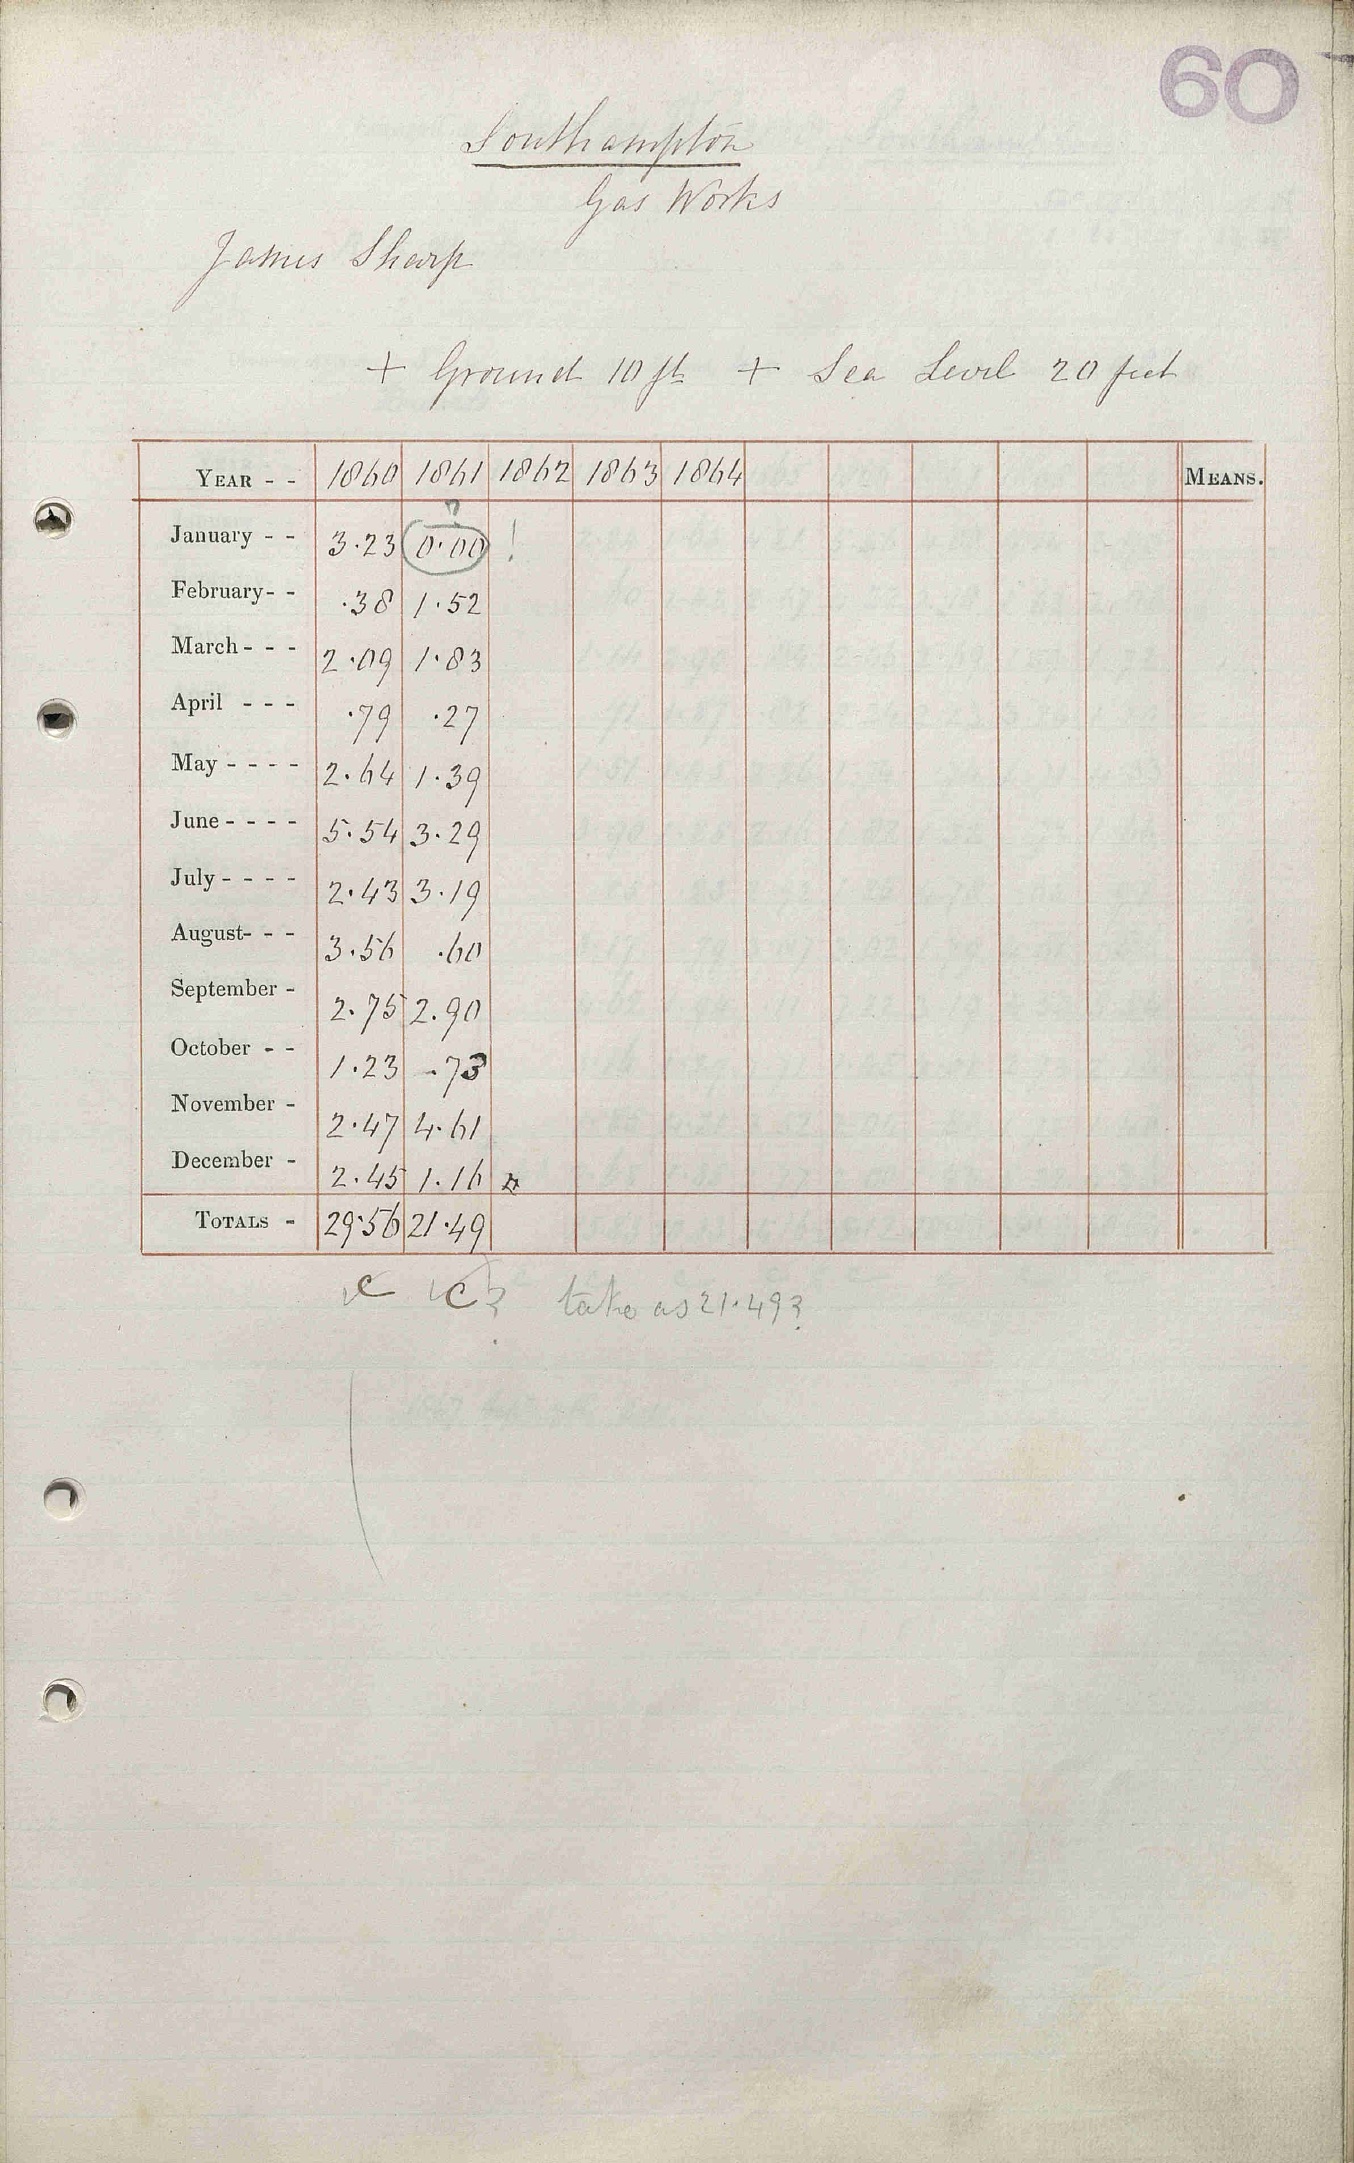 60
Southampton
Gas Works
James Sharp
+ Ground 10 ft + Sea Level 20 feet
YEAR - - 1860 1861 1862 1863 1864 MEANS.
?
January - - 3.23 0.00 !
February - - .38 1.52
March - - - 2.09 1.83
April - - - .79 .27
May - - - - 2.64 1.39
June - - - - 5.54 3.29
July - - - - 2.43 3.19
August - - - 3.56 .60
September - 2.75 2.90
October - - 1.23 .73
November - 2.47 4.61
December - 2.45 1.16
TOTALS - 29.56 21.49
c c ? take as 21.49?